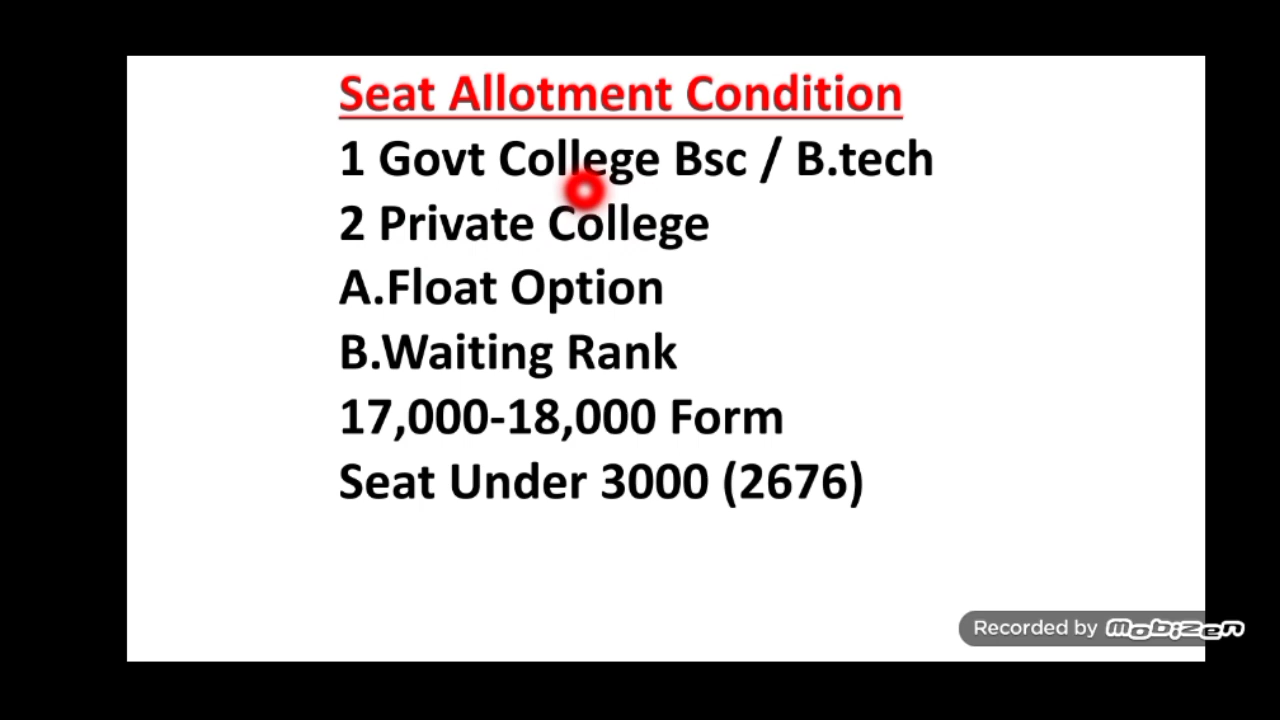 Seat Allotment Condition
1 Govt College Bsc / B.tech
2 Private College
A.Float Option
B.Waiting Rank
17,000-18,000 Form
Seat Under 3000 (2676)
Recorded by mobizen